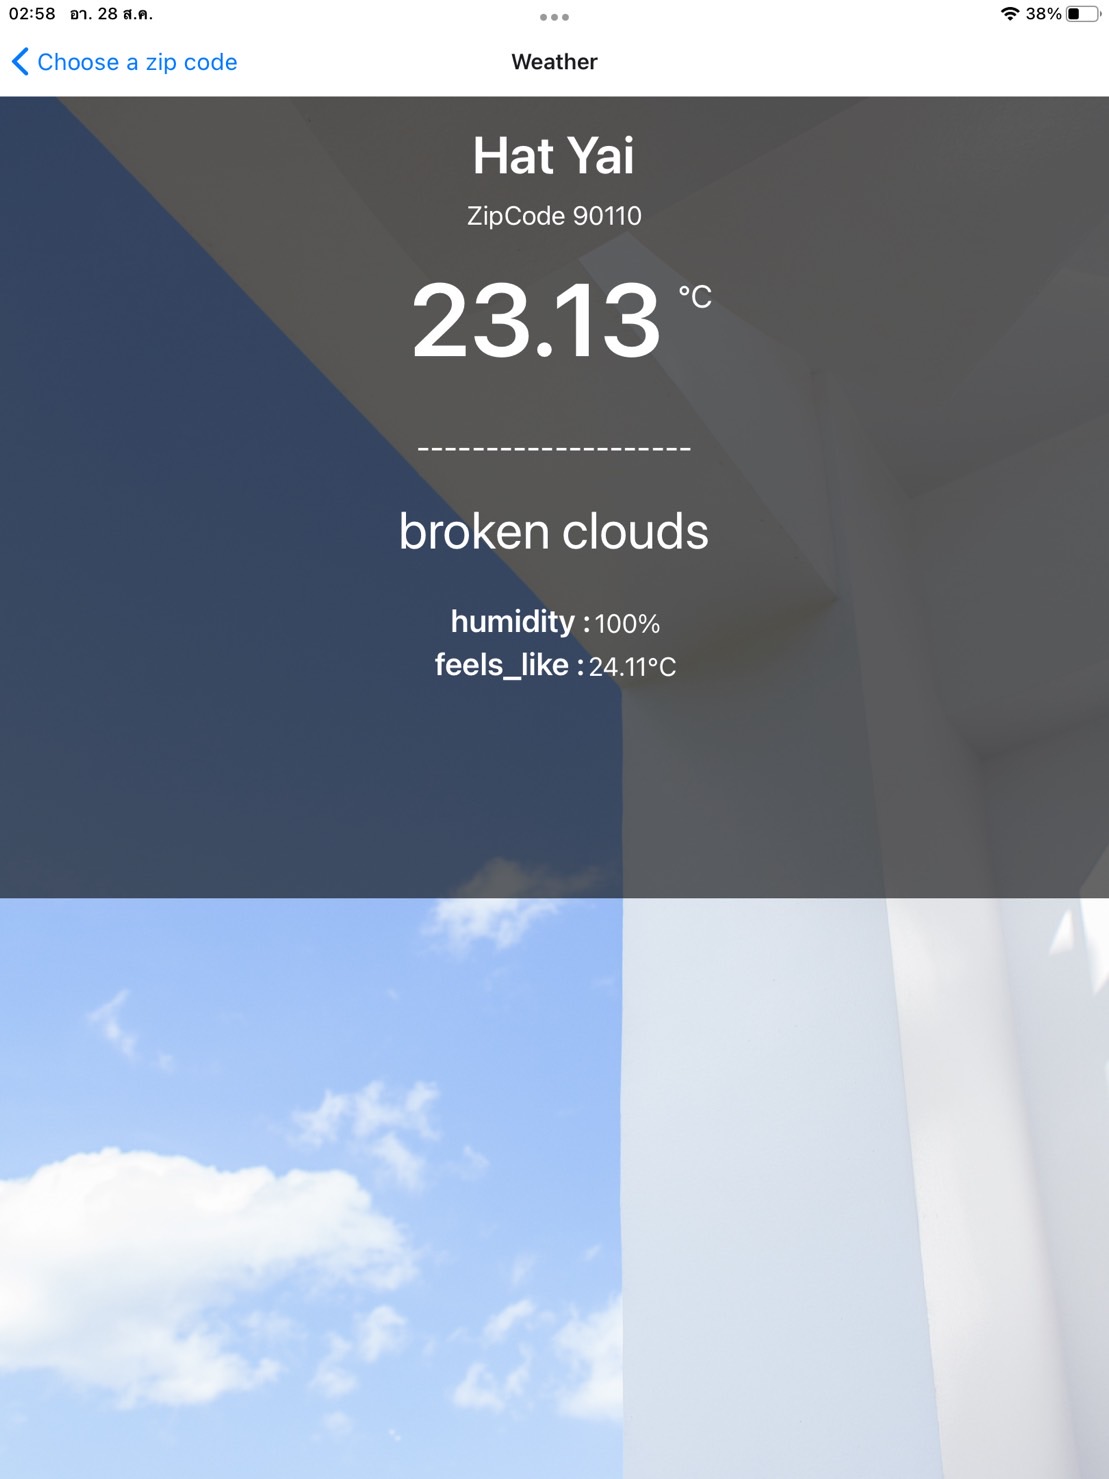 02:58 อา. 28 ส.ค.
38%
Choose a zip code
Weather
Hat Yai
ZipCode 90110
23.13 °C
--------------------
broken clouds
humidity : 100%
feels_like : 24.11°C